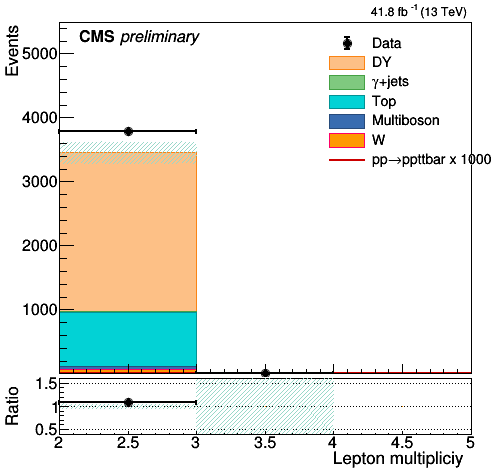 41.8 fb⁻¹ (13 TeV)
CMS preliminary
Events
5000
4000
3000
2000
1000
Data
DY
γ+jets
Top
Multiboson
W
pp→ppttbar x 1000
Ratio
1.5
1
0.5
2 2.5 3 3.5 4 4.5 5
Lepton multipliciy